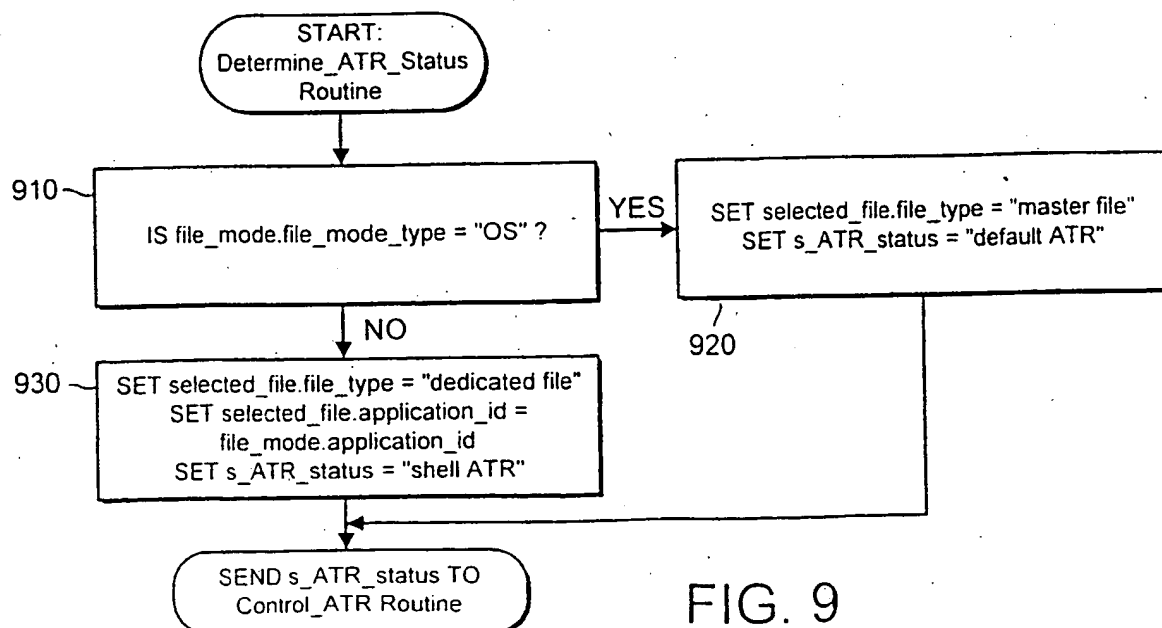 START:
Determine_ATR_Status
Routine
910
IS file_mode.file_mode_type = "OS" ?
YES
SET selected_file.file_type = "master file"
SET s_ATR_status = "default ATR"
920
NO
930
SET selected_file.file_type = "dedicated file"
SET selected_file.application_id =
file_mode.application_id
SET s_ATR_status = "shell ATR"
SEND s_ATR_status TO
Control_ATR Routine
FIG. 9